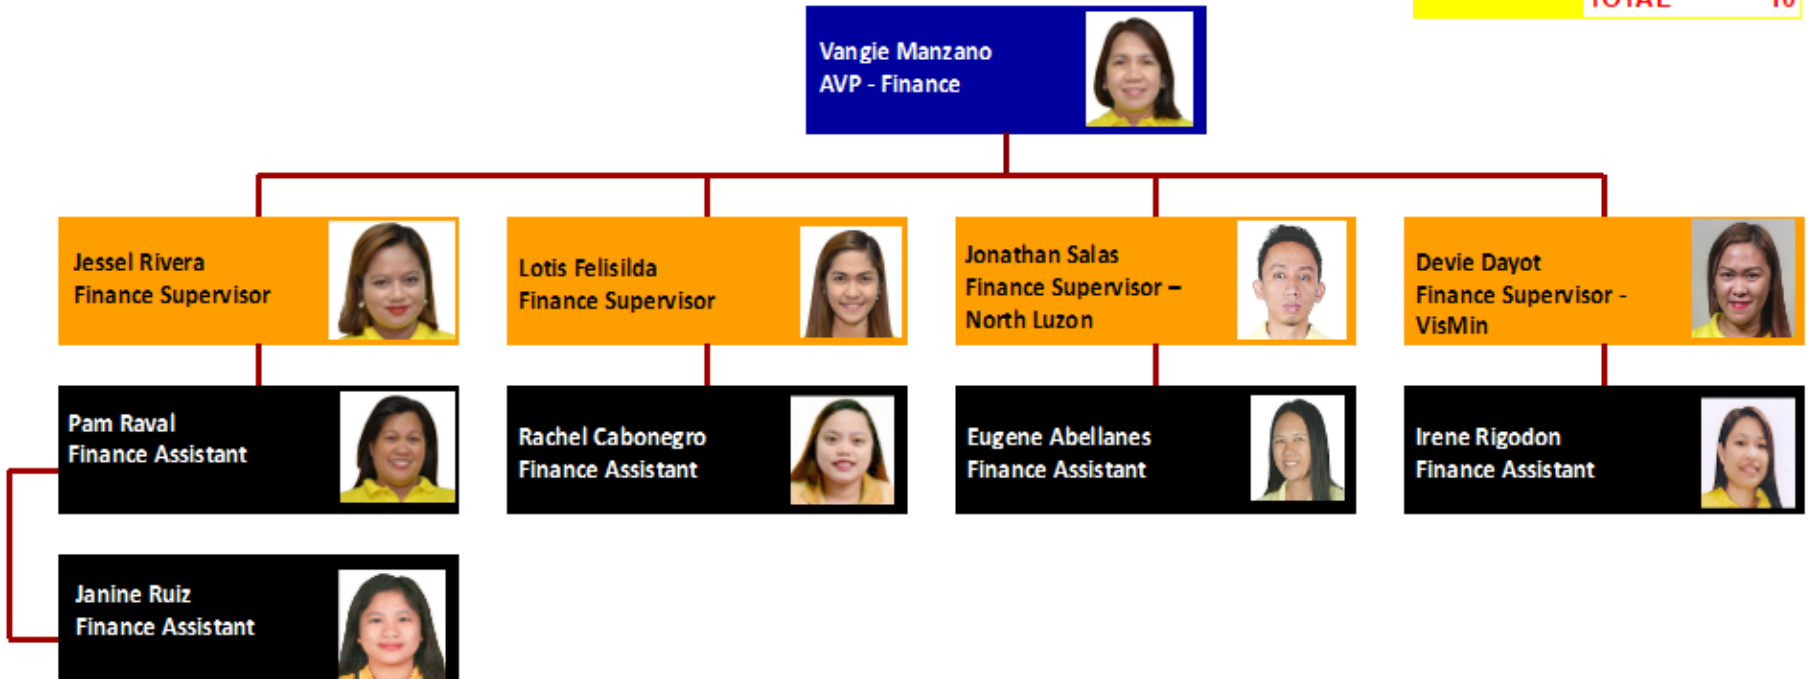 TOTAL 10
Vangie Manzano
AVP - Finance
Jessel Rivera
Finance Supervisor
Lotis Felisilda
Finance Supervisor
Jonathan Salas
Finance Supervisor –
North Luzon
Devie Dayot
Finance Supervisor -
VisMin
Pam Raval
Finance Assistant
Rachel Cabonegro
Finance Assistant
Eugene Abellanes
Finance Assistant
Irene Rigodon
Finance Assistant
Janine Ruiz
Finance Assistant